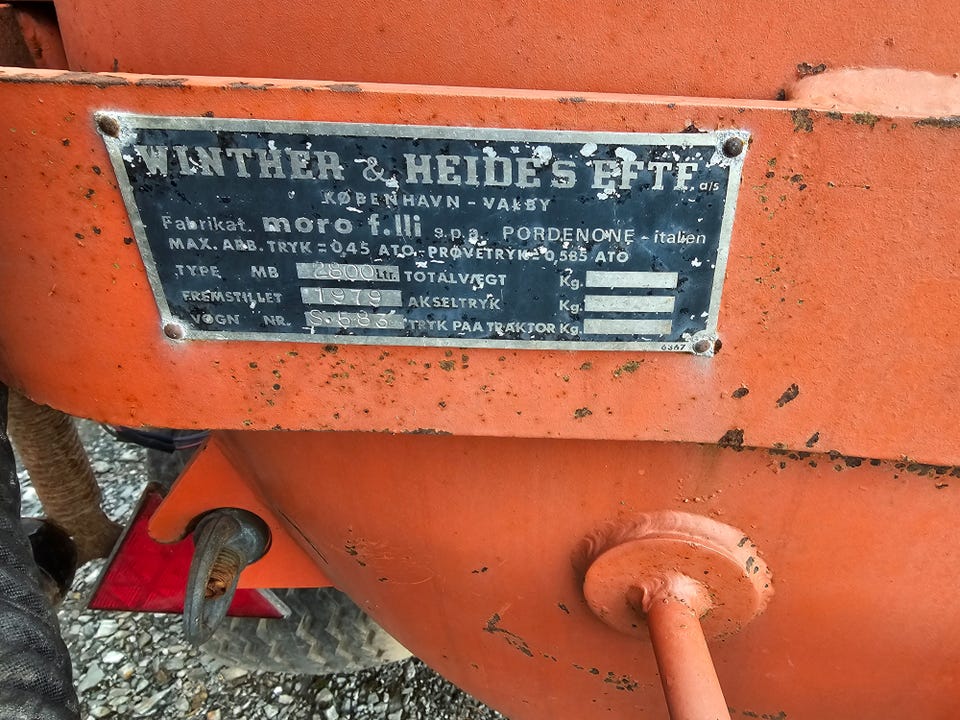 WINTHER & HEIDE'S EFTF a/s
KØBENHAVN - VALBY
Fabrikat. moro f.lli s.p.a. PORDENONE - italien
MAX. ARB. TRYK = 0,45 ATO - PRØVETRYK = 0,585 ATO
TYPE MB 2800 Ltr. TOTALVÆGT Kg.
FREMSTILLET 1979 AKSELTRYK Kg.
VOGN NR. S. 583 TRYK PAA TRAKTOR Kg.
6367